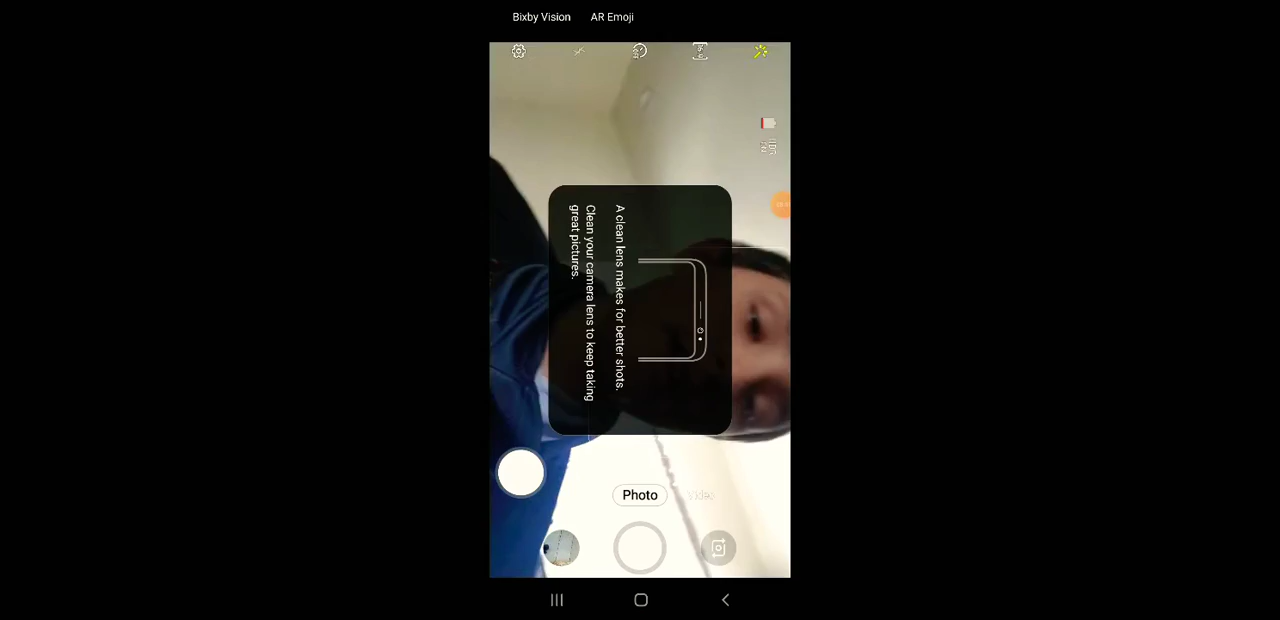 Bixby Vision AR Emoji
A clean lens makes for better shots.
Clean your camera lens to keep taking
great pictures.
Photo Video